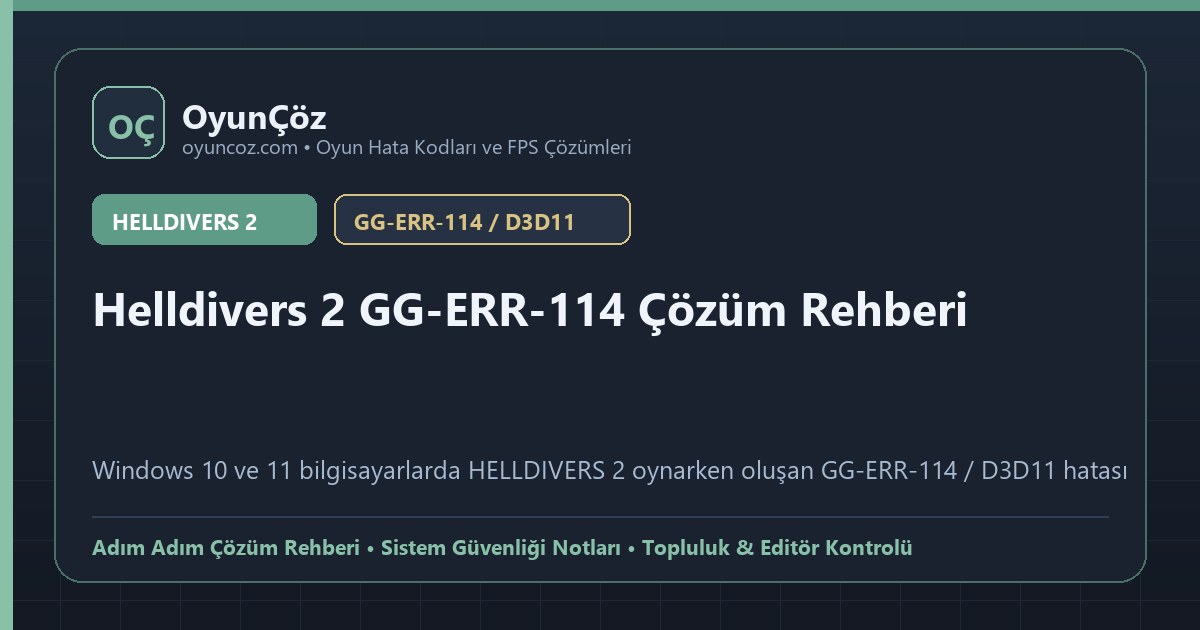 OÇ
OyunÇöz
oyuncoz.com • Oyun Hata Kodları ve FPS Çözümleri
HELLDIVERS 2
GG-ERR-114 / D3D11
Helldivers 2 GG-ERR-114 Çözüm Rehberi
Windows 10 ve 11 bilgisayarlarda HELLDIVERS 2 oynarken oluşan GG-ERR-114 / D3D11 hatası
Adım Adım Çözüm Rehberi • Sistem Güvenliği Notları • Topluluk & Editör Kontrolü